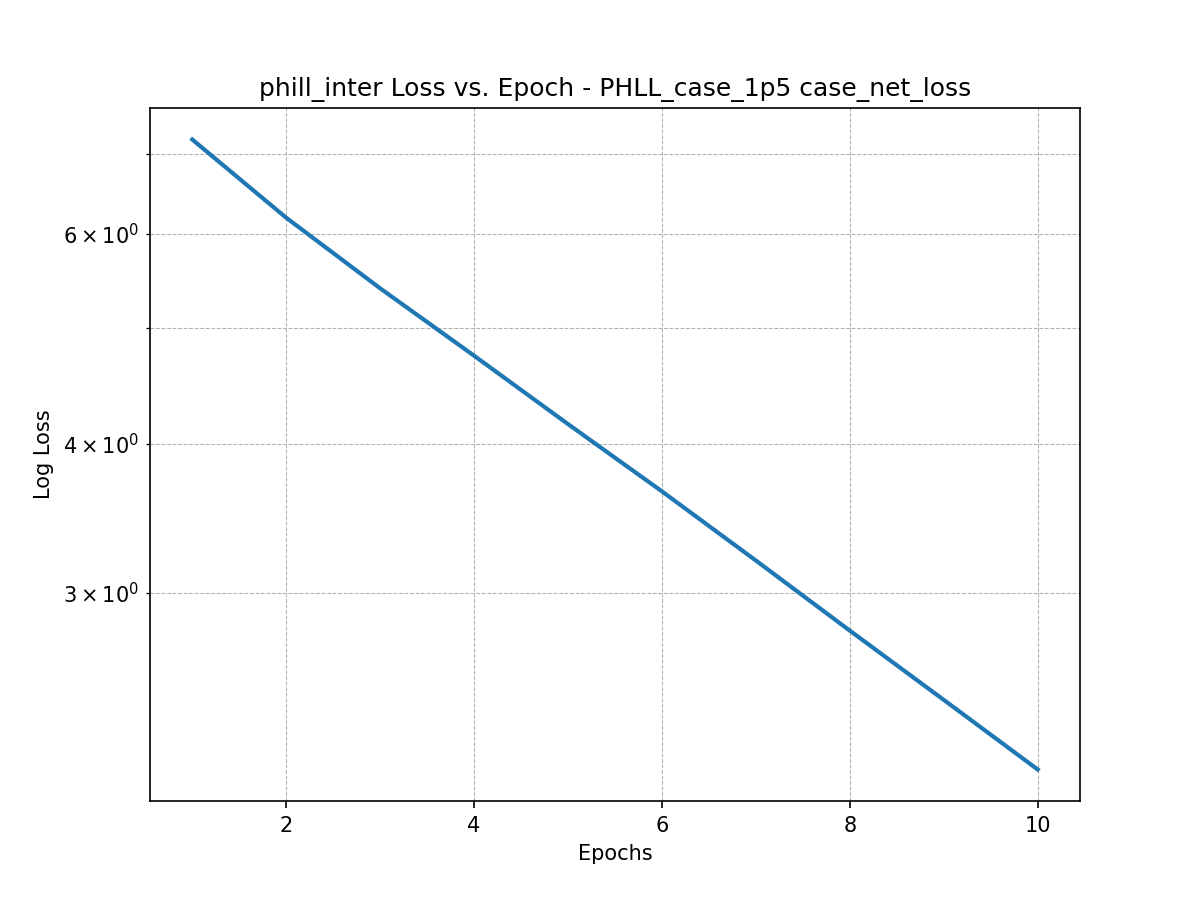 phill_inter Loss vs. Epoch - PHLL_case_1p5 case_net_loss
6 × 10⁰
4 × 10⁰
3 × 10⁰
Log Loss
2 4 6 8 10
Epochs